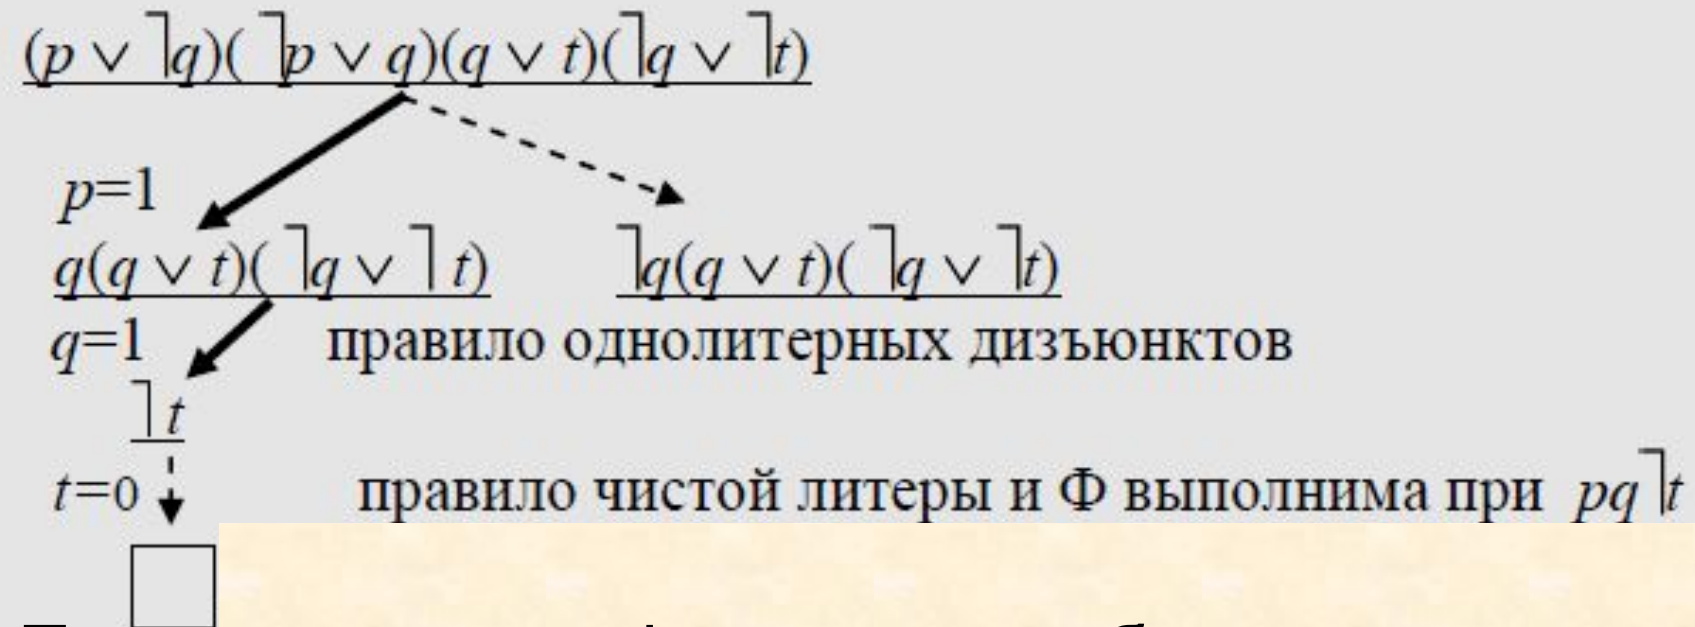 (p ∨ ⌉q)(⌉p ∨ q)(q ∨ t)(⌉q ∨ ⌉t)
p=1
q(q ∨ t)(⌉q ∨ ⌉t) ⌉q(q ∨ t)(⌉q ∨ ⌉t)
q=1 правило однолитерных дизъюнктов
⌉t
t=0 правило чистой литеры и Ф выполнима при pq⌉t